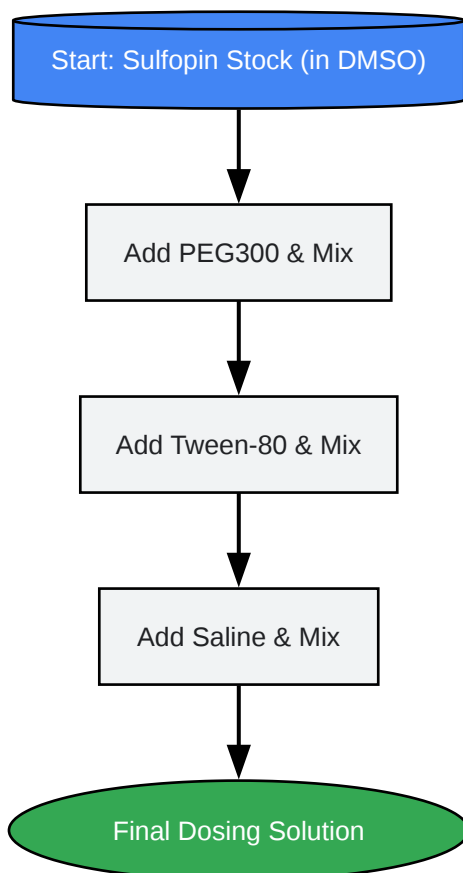 Start: Sulfopin Stock (in DMSO)
Add PEG300 & Mix
Add Tween-80 & Mix
Add Saline & Mix
Final Dosing Solution